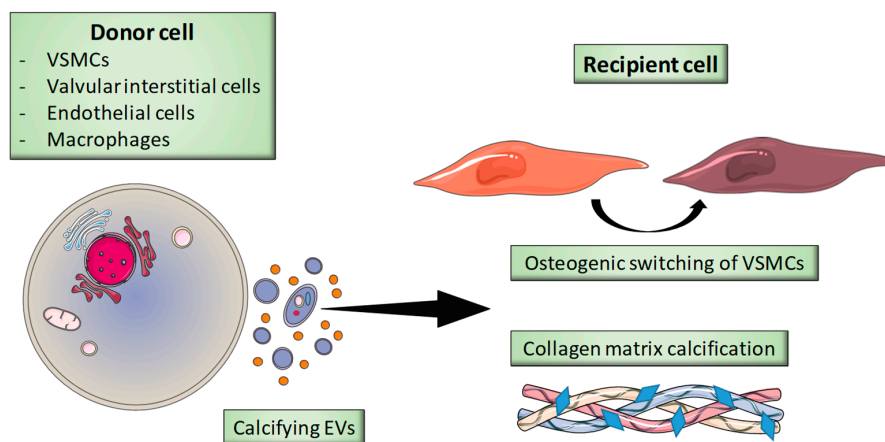 Donor cell
- VSMCs
- Valvular interstitial cells
- Endothelial cells
- Macrophages
Recipient cell
Osteogenic switching of VSMCs
Collagen matrix calcification
Calcifying EVs